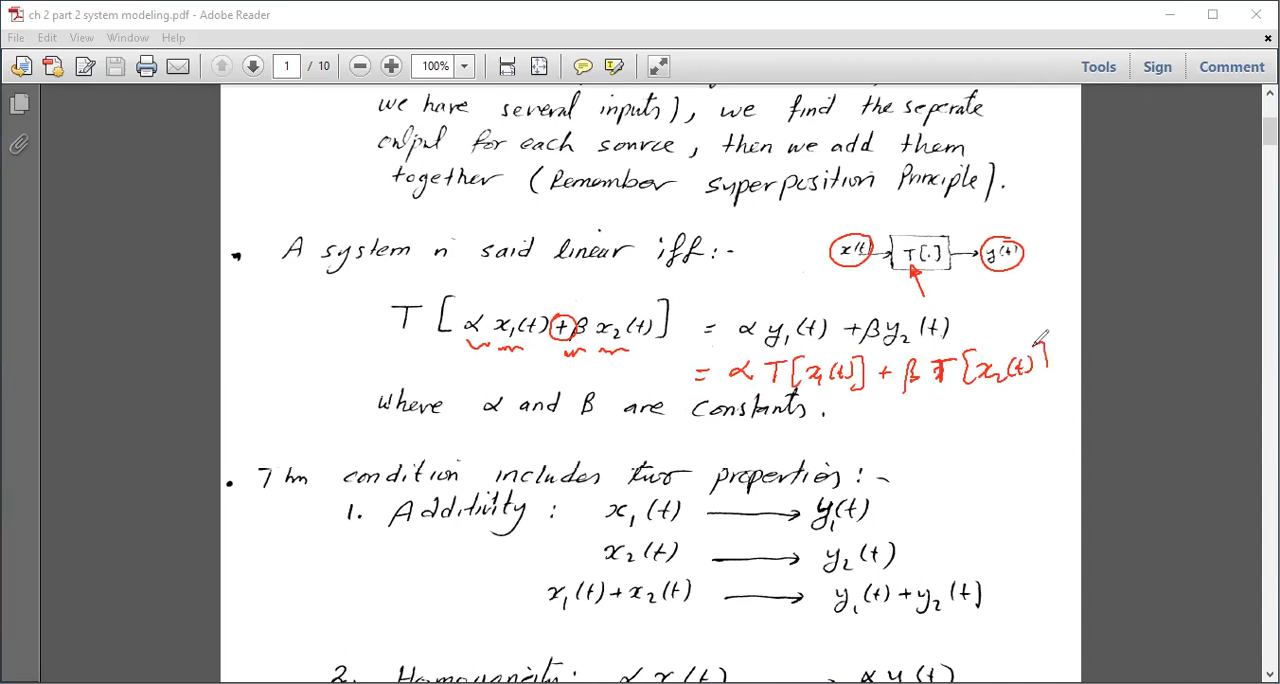 ch 2 part 2 system modeling.pdf - Adobe Reader
File Edit View Window Help
1 / 10 100% Tools Sign Comment
we have several inputs), we find the seperate
output for each source, then we add them
together (Remember superposition Principle).
• A system is said linear iff:- x(t) → T[.] → y(t)
T[α x₁(t) + β x₂(t)] = α y₁(t) + β y₂(t)
= α T[x₁(t)] + β T[x₂(t)]
where α and β are constants.
• This condition includes two properties:-
1. Additivity: x₁(t) → y₁(t)
x₂(t) → y₂(t)
x₁(t)+x₂(t) → y₁(t)+y₂(t)
2. Homogeneity: α x(t) → α y(t)